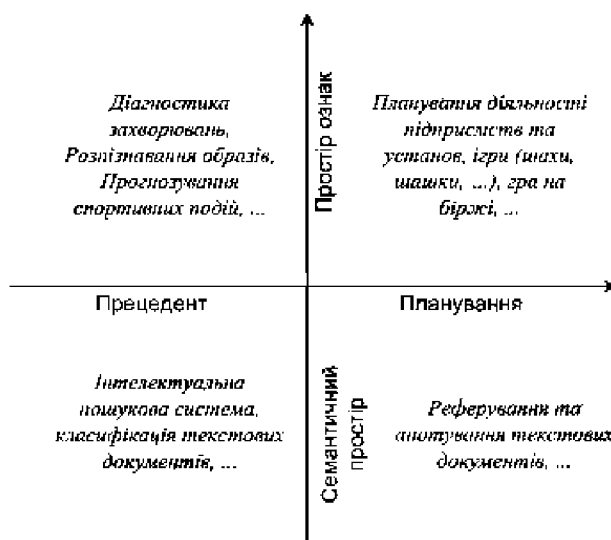 Діагностика
захворювань,
Розпізнавання образів,
Прогнозування
спортивних подій, ...
Простір ознак
Планування діяльності
підприємств та
установ, ігри (шахи,
шашки, ...), гра на
біржі, ...
Прецедент
Планування
Інтелектуальна
пошукова система,
класифікація текстових
документів, ...
Семантичний
простір
Реферування та
анотування текстових
документів, ...